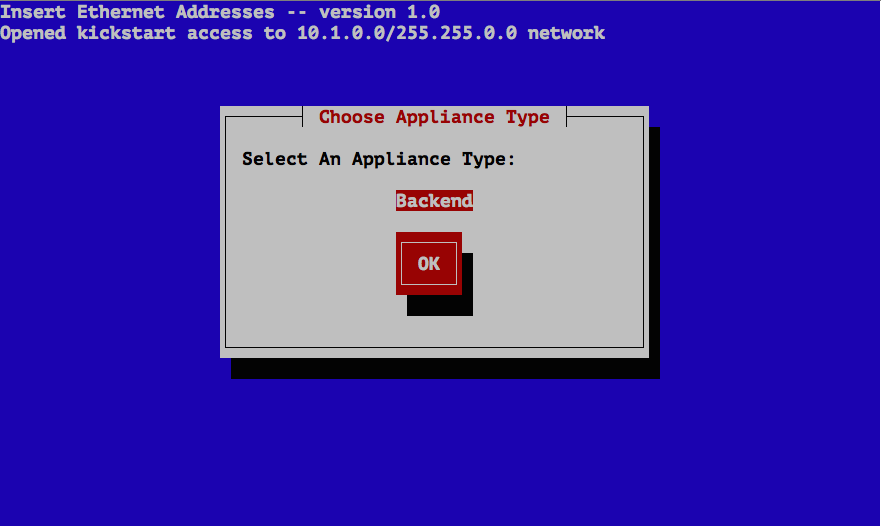 Insert Ethernet Addresses -- version 1.0
Opened kickstart access to 10.1.0.0/255.255.0.0 network
Choose Appliance Type
Select An Appliance Type:
Backend
OK